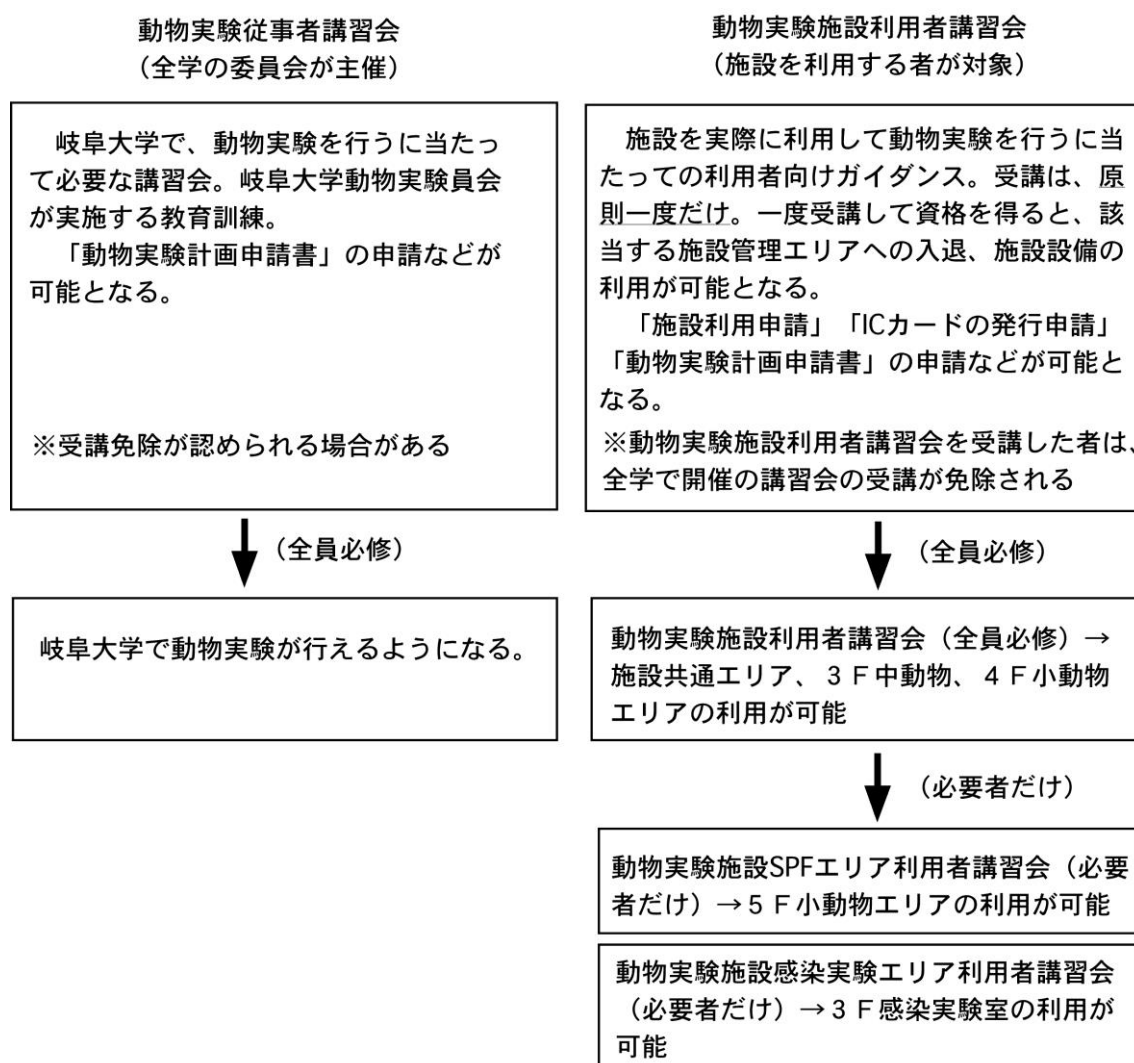 動物実験従事者講習会
（全学の委員会が主催）
岐阜大学で、動物実験を行うに当たっ
て必要な講習会。岐阜大学動物実験員会
が実施する教育訓練。
「動物実験計画申請書」の申請などが
可能となる。
※受講免除が認められる場合がある
（全員必修）
岐阜大学で動物実験が行えるようになる。
動物実験施設利用者講習会
（施設を利用する者が対象）
施設を実際に利用して動物実験を行うに当
たっての利用者向けガイダンス。受講は、原
則一度だけ。一度受講して資格を得ると、該
当する施設管理エリアへの入退、施設設備の
利用が可能となる。
「施設利用申請」「ICカードの発行申請」
「動物実験計画申請書」の申請などが可能と
なる。
※動物実験施設利用者講習会を受講した者は、
全学で開催の講習会の受講が免除される
（全員必修）
動物実験施設利用者講習会（全員必修）→
施設共通エリア、３Ｆ中動物、４Ｆ小動物
エリアの利用が可能
（必要者だけ）
動物実験施設SPFエリア利用者講習会（必要
者だけ）→５Ｆ小動物エリアの利用が可能
動物実験施設感染実験エリア利用者講習会
（必要者だけ）→３Ｆ感染実験室の利用が
可能